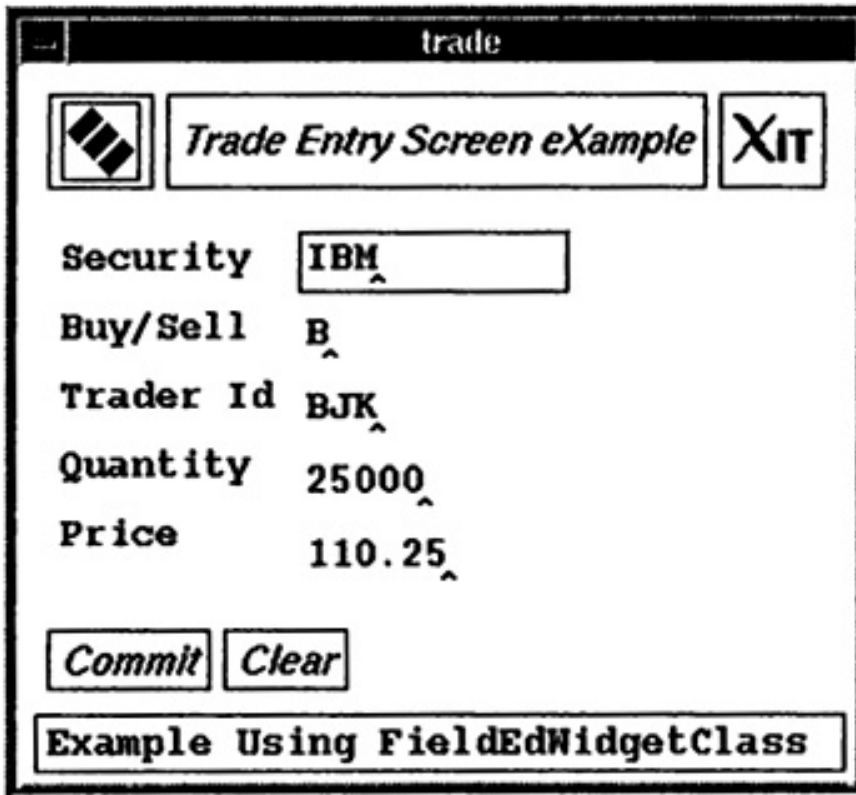 trade
Trade Entry Screen eXample XIT
Security IBM
Buy/Sell B
Trader Id BJK
Quantity 25000
Price 110.25
Commit Clear
Example Using FieldEdWidgetClass